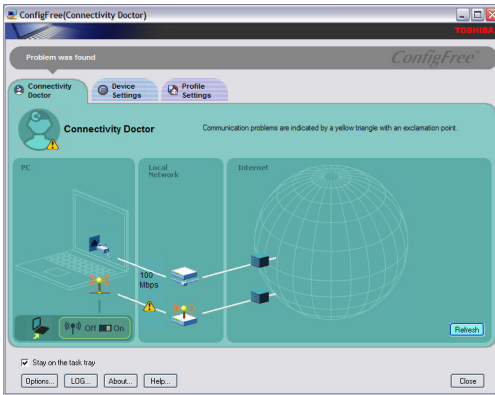 ConfigFree(Connectivity Doctor)
TOSHIBA
Problem was found
ConfigFree™
Connectivity
Doctor
Device
Settings
Profile
Settings
Connectivity Doctor
Communication problems are indicated by a yellow triangle with an exclamation point.
PC
Local
Network
Internet
100
Mbps
Off On
Refresh
Stay on the task tray
Options...
LOG...
About...
Help...
Close